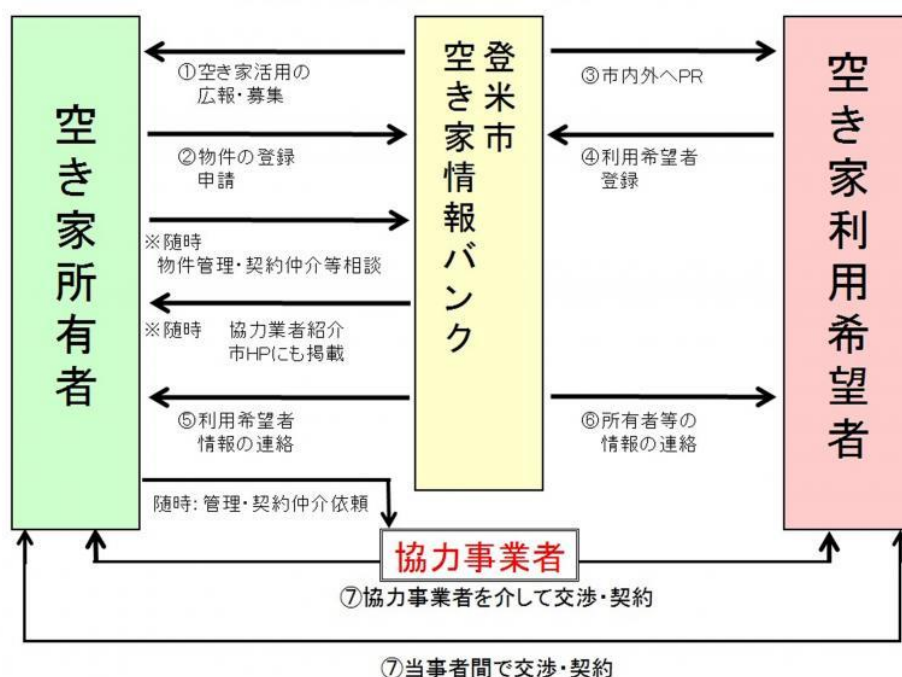 空き家所有者
登米市
空き家情報バンク
空き家利用希望者
①空き家活用の
広報・募集
②物件の登録
申請
※随時
物件管理・契約仲介等相談
※随時 協力業者紹介
市HPにも掲載
⑤利用希望者
情報の連絡
随時:管理・契約仲介依頼
③市内外へPR
④利用希望者
登録
⑥所有者等の
情報の連絡
協力事業者
⑦協力事業者を介して交渉・契約
⑦当事者間で交渉・契約